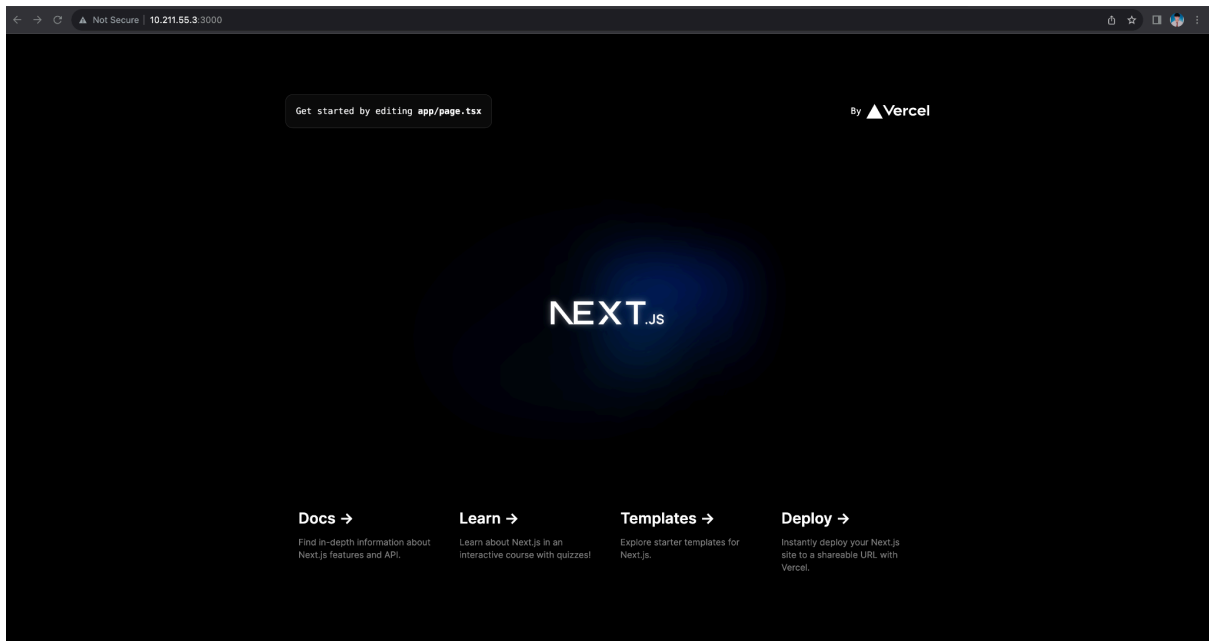 Not Secure 10.211.55.3:3000
Get started by editing app/page.tsx
By Vercel
NEXT.JS
Docs →
Find in-depth information about
Next.js features and API.
Learn →
Learn about Next.js in an
interactive course with quizzes!
Templates →
Explore starter templates for
Next.js.
Deploy →
Instantly deploy your Next.js
site to a shareable URL with
Vercel.